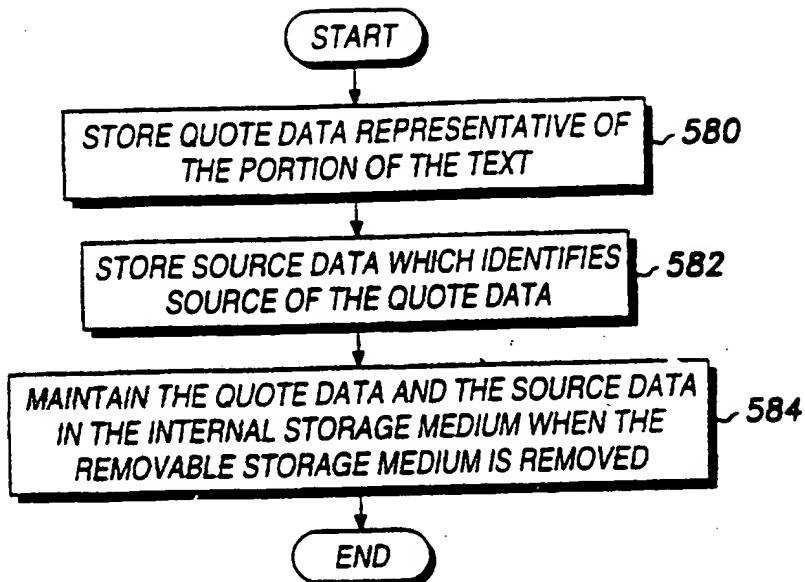 START
STORE QUOTE DATA REPRESENTATIVE OF
THE PORTION OF THE TEXT
580
STORE SOURCE DATA WHICH IDENTIFIES
SOURCE OF THE QUOTE DATA
582
MAINTAIN THE QUOTE DATA AND THE SOURCE DATA
IN THE INTERNAL STORAGE MEDIUM WHEN THE
REMOVABLE STORAGE MEDIUM IS REMOVED
584
END